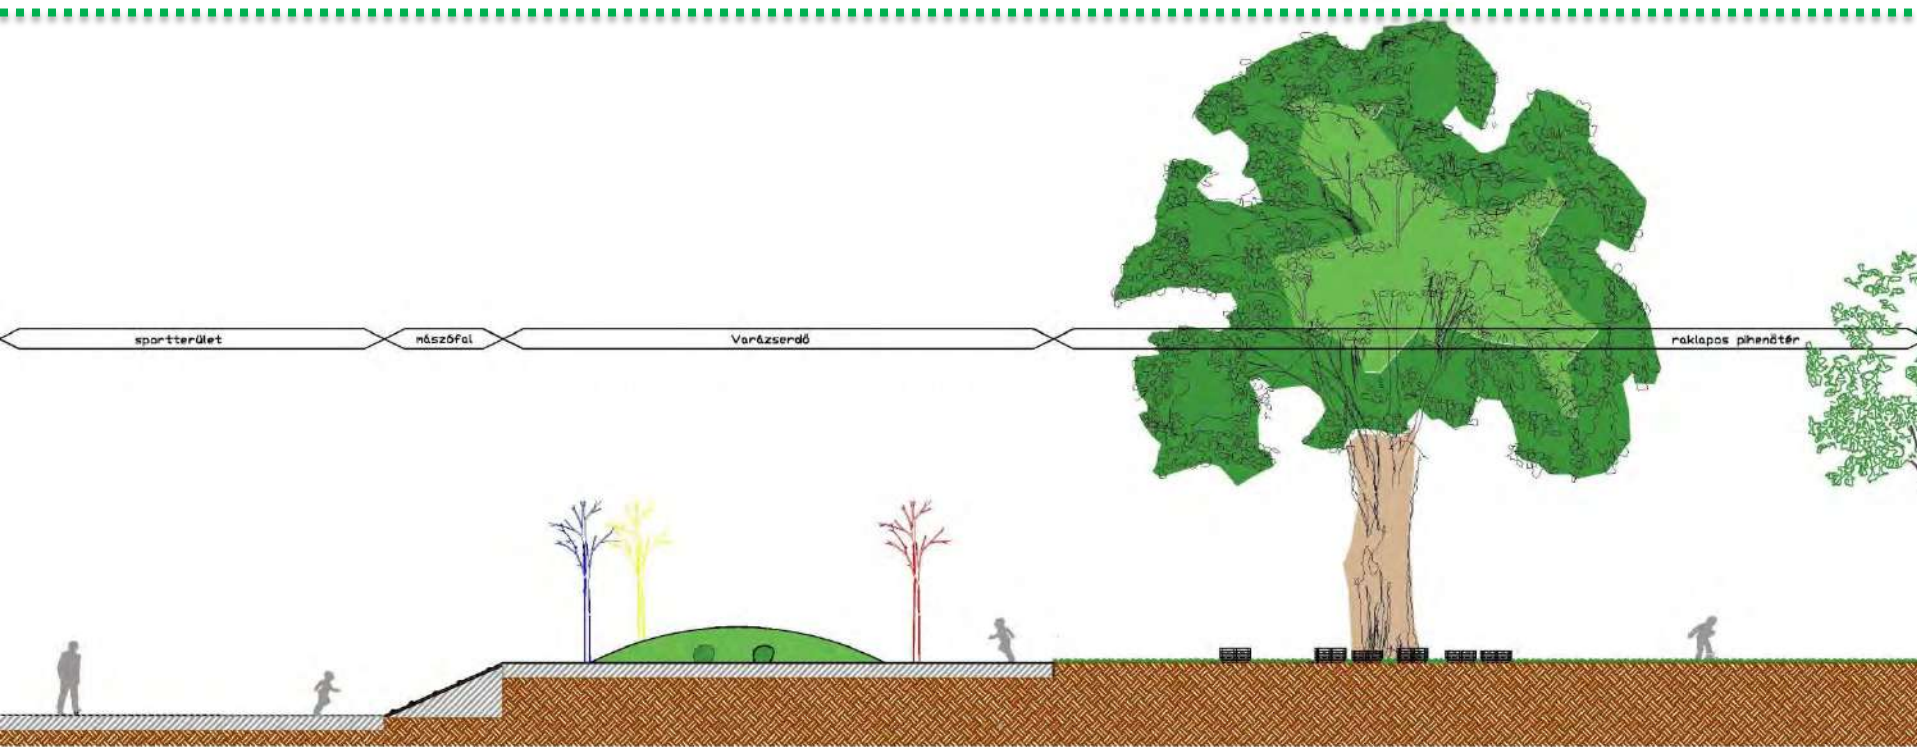 sportterület
mászófal
Varázserdő
raklapos pihenőtér